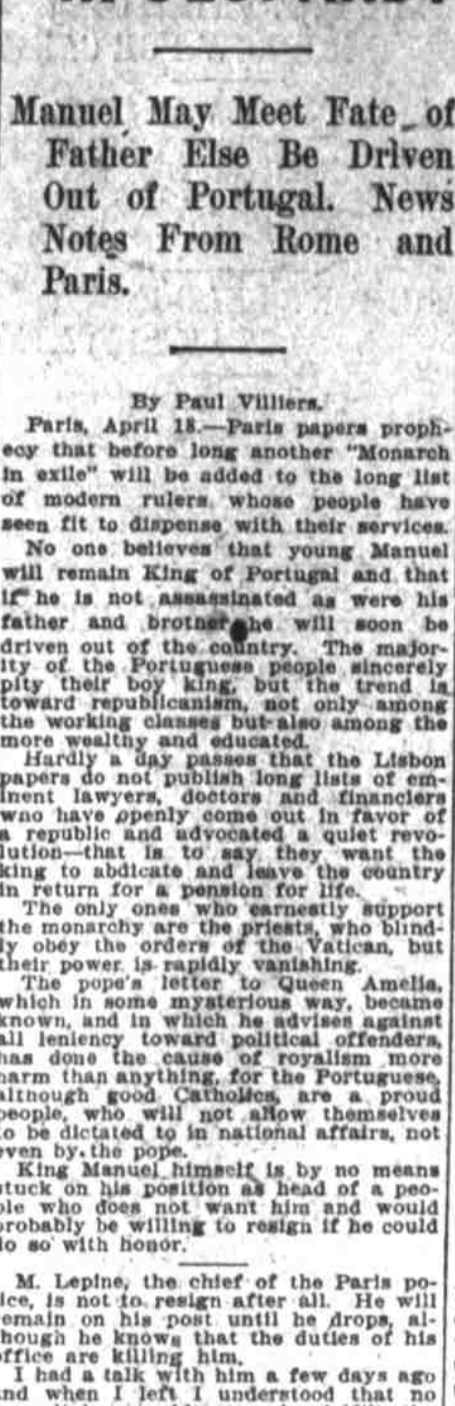 Manuel May Meet Fate of
Father Else Be Driven
Out of Portugal. News
Notes From Rome and
Paris.
By Paul Villiers.
Paris, April 18.—Paris papers proph-
ecy that before long another "Monarch
in exile" will be added to the long list
of modern rulers whose people have
seen fit to dispense with their services.
No one believes that young Manuel
will remain King of Portugal and that
if he is not assassinated as were his
father and brother he will soon be
driven out of the country. The major-
ity of the Portuguese people sincerely
pity their boy king, but the trend is
toward republicanism, not only among
the working classes but also among the
more wealthy and educated.
Hardly a day passes that the Lisbon
papers do not publish long lists of em-
inent lawyers, doctors and financiers
who have openly come out in favor of
a republic and advocated a quiet revo-
lution—that is to say they want the
king to abdicate and leave the country
in return for a pension for life.
The only ones who earnestly support
the monarchy are the priests, who blind-
ly obey the orders of the Vatican, but
their power is rapidly vanishing.
The pope's letter to Queen Amelia,
which in some mysterious way, became
known, and in which he advises against
all leniency toward political offenders,
has done the cause of royalism more
harm than anything, for the Portuguese,
although good Catholics, are a proud
people, who will not allow themselves
to be dictated to in national affairs, not
even by the pope.
King Manuel himself is by no means
stuck on his position as head of a peo-
ple who does not want him and would
probably be willing to resign if he could
do so with honor.
M. Lepine, the chief of the Paris po-
lice, is not to resign after all. He will
remain on his post until he drops, al-
though he knows that the duties of his
office are killing him.
I had a talk with him a few days ago
and when I left I understood that no